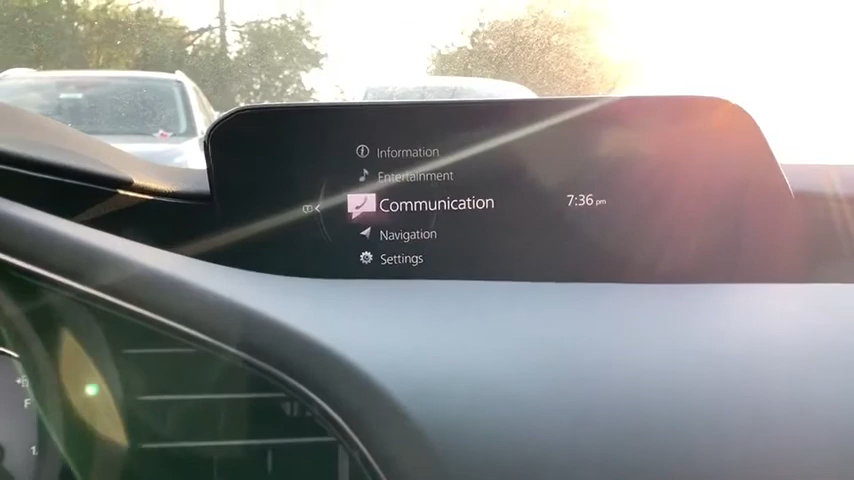 Information
Entertainment
Communication
7:36 pm
Navigation
Settings
F